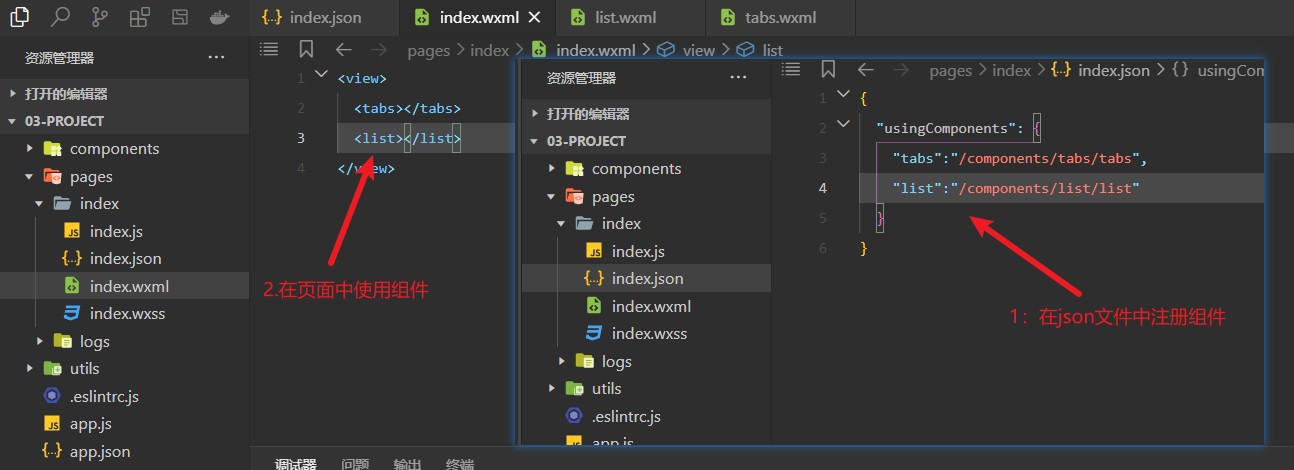 index.json
index.wxml
list.wxml
tabs.wxml
资源管理器
打开的编辑器
03-PROJECT
components
pages
index
index.js
index.json
index.wxml
index.wxss
logs
utils
.eslintrc.js
app.js
app.json
pages > index > index.wxml > view > list
1 <view>
2 <tabs></tabs>
3 <list></list>
4 </view>
2.在页面中使用组件
资源管理器
打开的编辑器
03-PROJECT
components
pages
index
index.js
index.json
index.wxml
index.wxss
logs
utils
.eslintrc.js
app.js
pages > index > {..} index.json > { } usingCom
1 {
2 "usingComponents": {
3 "tabs":"/components/tabs/tabs",
4 "list":"/components/list/list"
5 }
6 }
1：在json文件中注册组件
调试器 问题 输出 终端